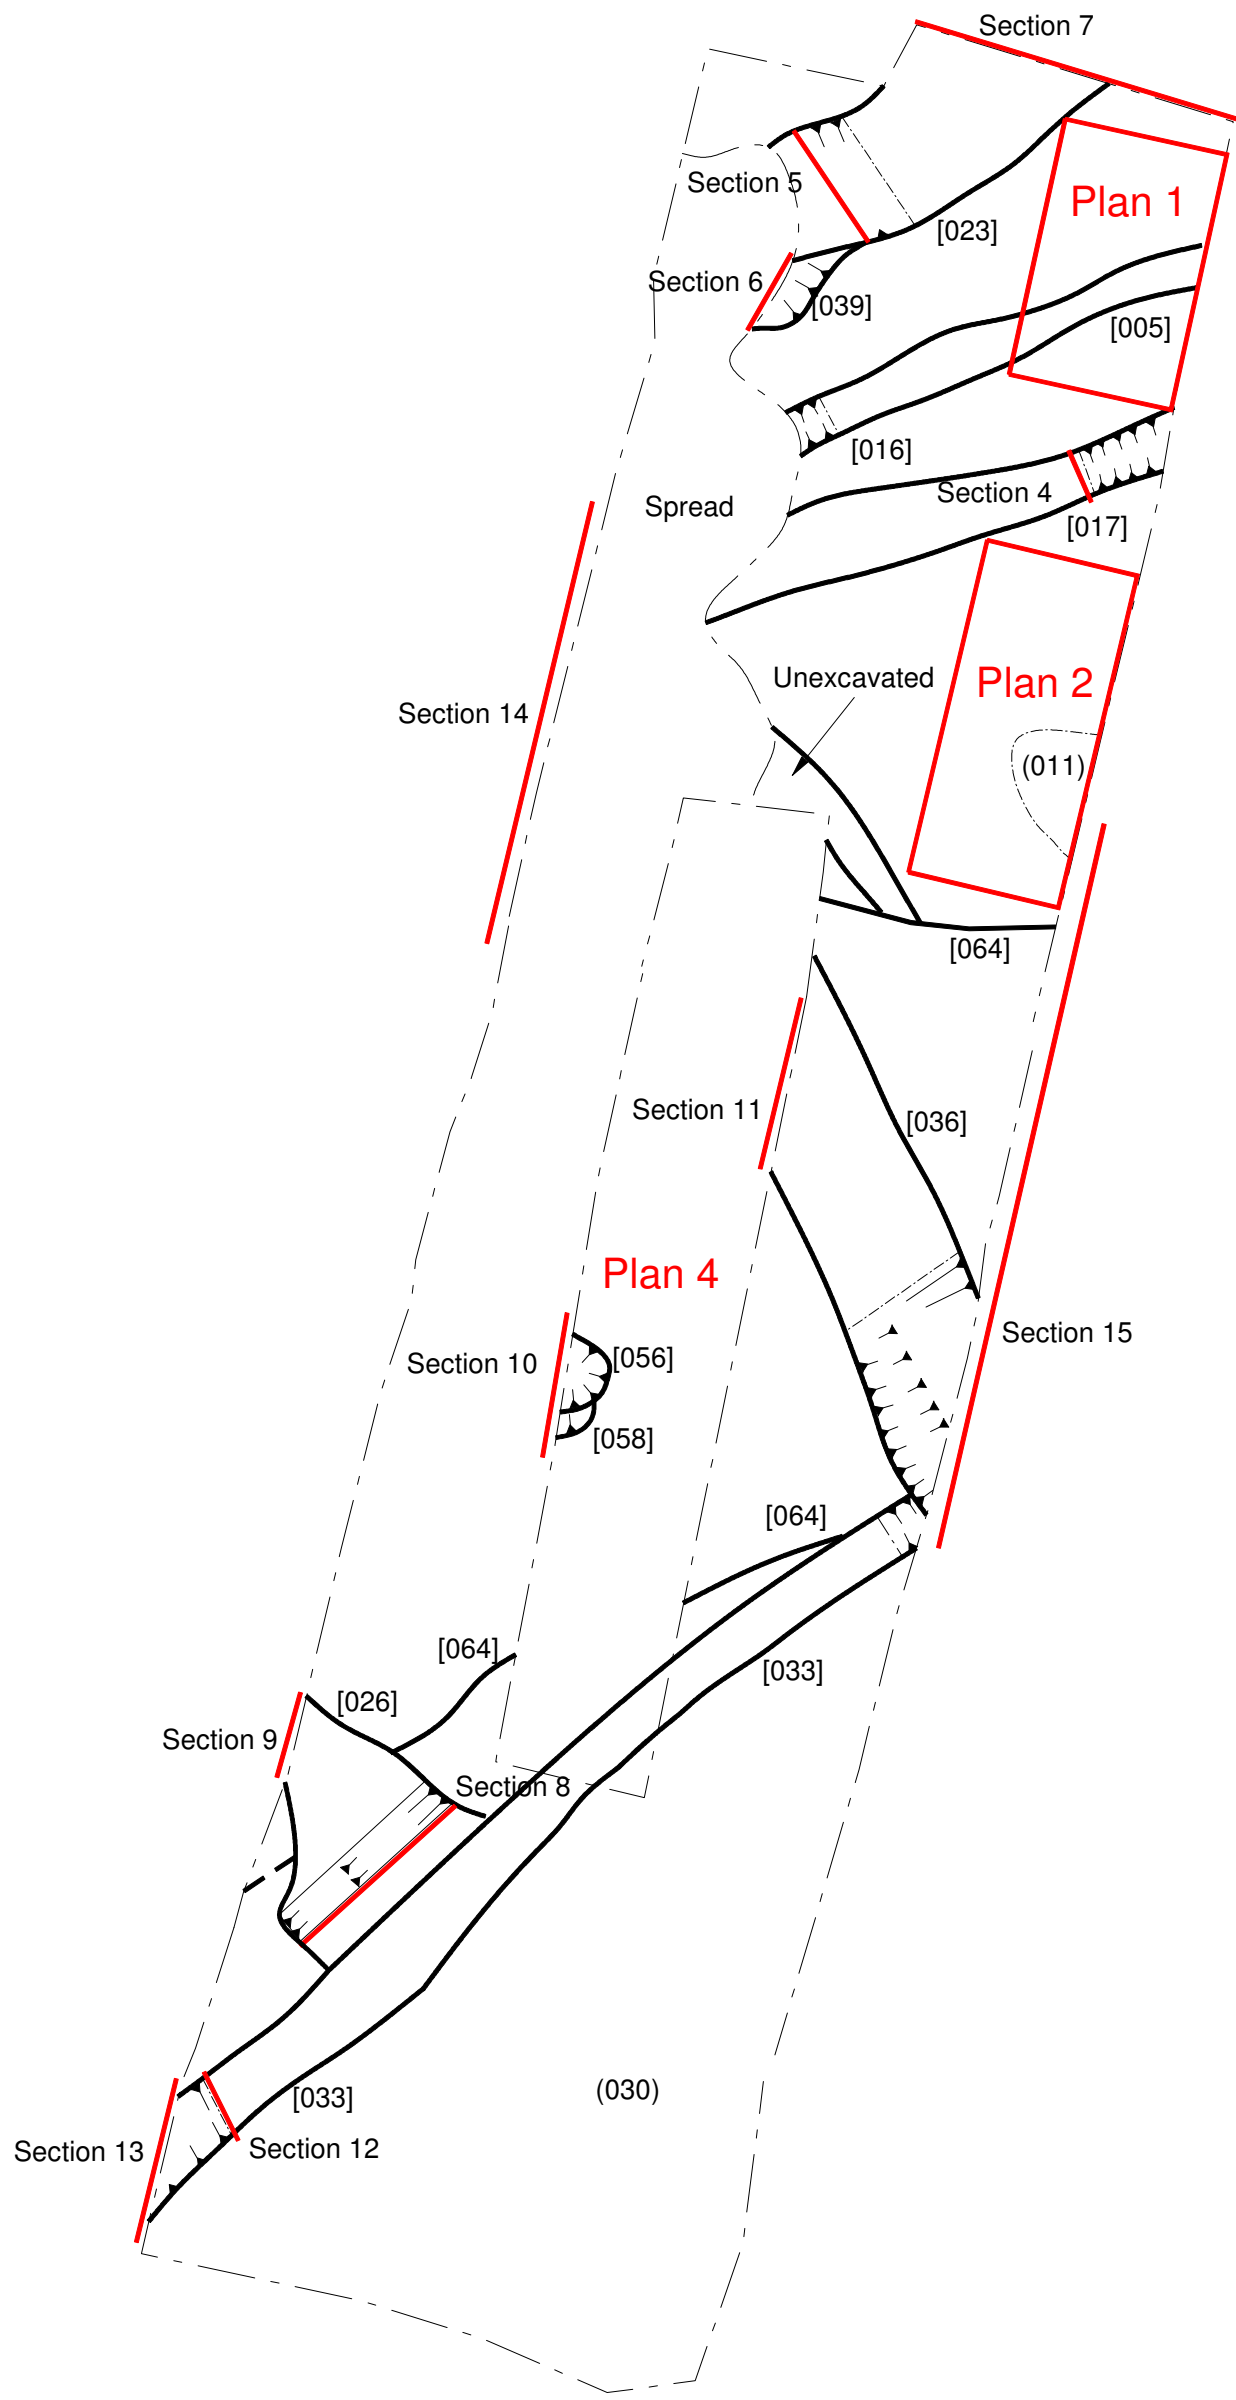 Section 7
Section 5
Plan 1
[023]
Section 6
[039]
[005]
[016]
Section 4
Spread
[017]
Unexcavated
Plan 2
Section 14
(011)
[064]
Section 11
[036]
Plan 4
Section 15
Section 10
[056]
[058]
[064]
[064]
[033]
[026]
Section 9
Section 8
(030)
[033]
Section 13
Section 12